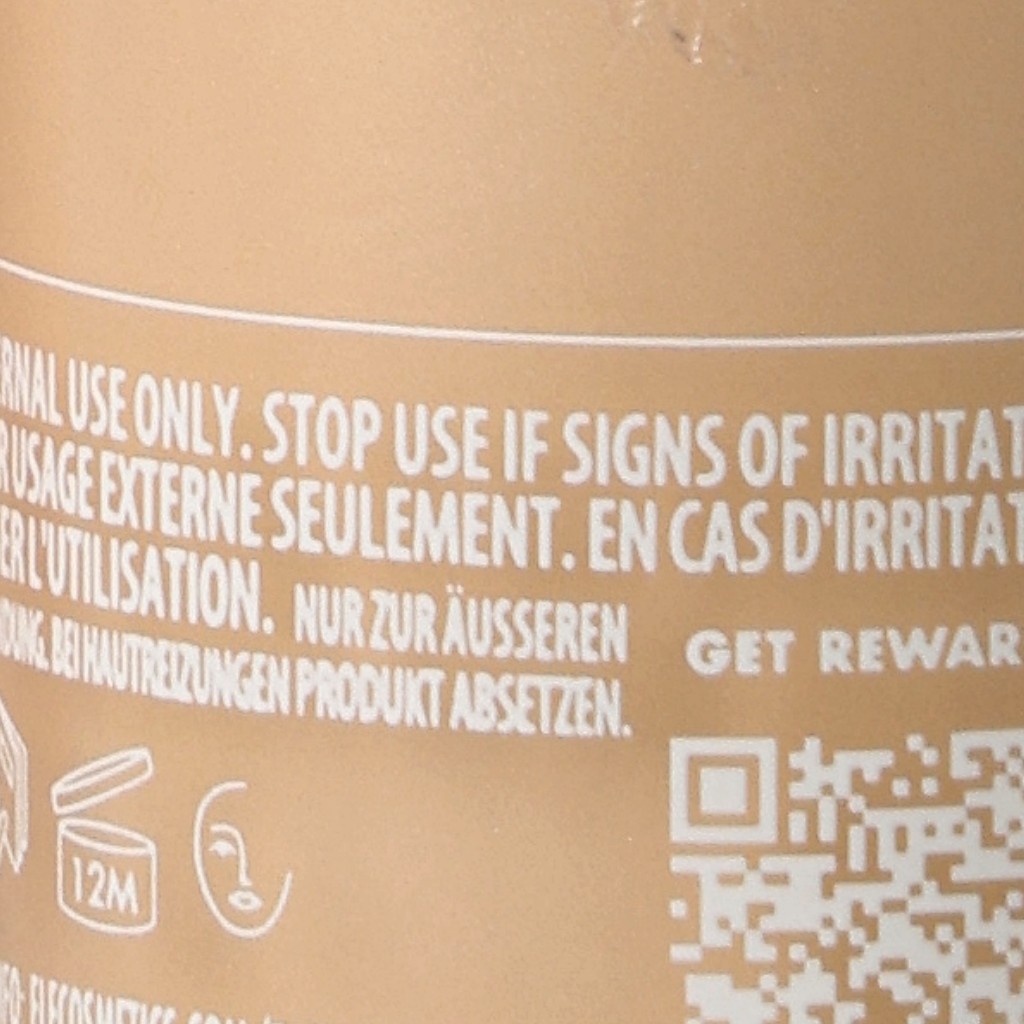 RNAL USE ONLY. STOP USE IF SIGNS OF IRRITAT
R USAGE EXTERNE SEULEMENT. EN CAS D'IRRITAT
ER L'UTILISATION. NUR ZUR ÄUSSEREN
DUNG. BEI HAUTREIZUNGEN PRODUKT ABSETZEN.
GET REWAR
12M